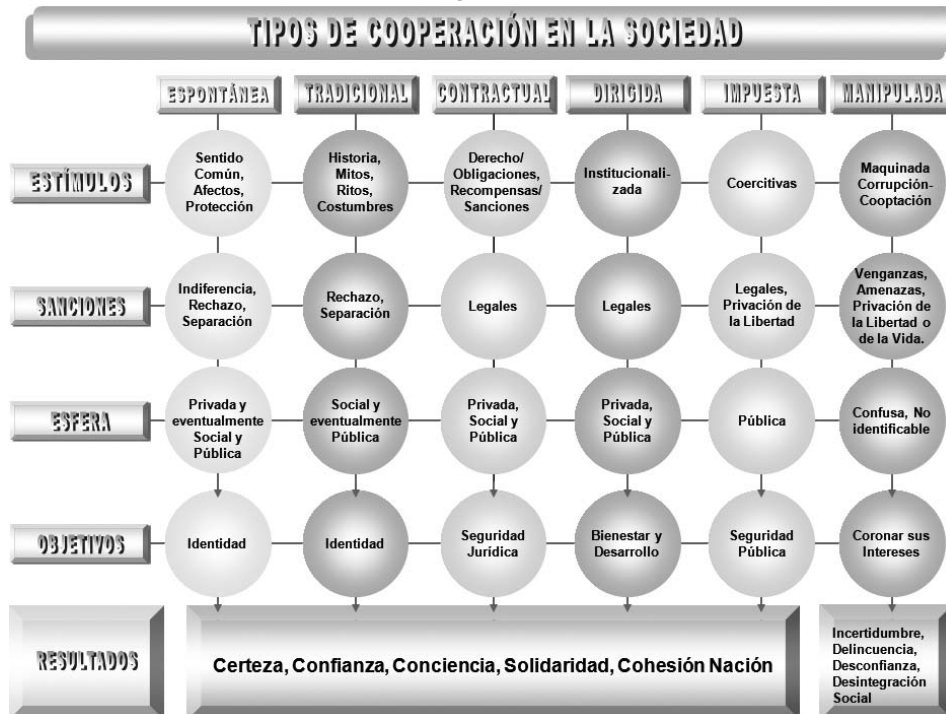 TIPOS DE COOPERACIÓN EN LA SOCIEDAD
ESPONTÁNEA
TRADICIONAL
CONTRACTUAL
DIRIGIDA
IMPUESTA
MANIPULADA
ESTÍMULOS
Sentido
Común,
Afectos,
Protección
Historia,
Mitos,
Ritos,
Costumbres
Derecho/
Obligaciones,
Recompensas/
Sanciones
Institucionali-
zada
Coercitivas
Maquinada
Corrupción-
Cooptación
SANCIONES
Indiferencia,
Rechazo,
Separación
Rechazo,
Separación
Legales
Legales
Legales,
Privación de
la Libertad
Venganzas,
Amenazas,
Privación de
la Libertad o
de la Vida.
ESFERA
Privada y
eventualmente
Social y
Pública
Social y
eventualmente
Pública
Privada,
Social y
Pública
Privada,
Social y
Pública
Pública
Confusa, No
identificable
OBJETIVOS
Identidad
Identidad
Seguridad
Jurídica
Bienestar y
Desarrollo
Seguridad
Pública
Coronar sus
Intereses
RESULTADOS
Certeza, Confianza, Conciencia, Solidaridad, Cohesión Nación
Incertidumbre,
Delincuencia,
Desconfianza,
Desintegración
Social